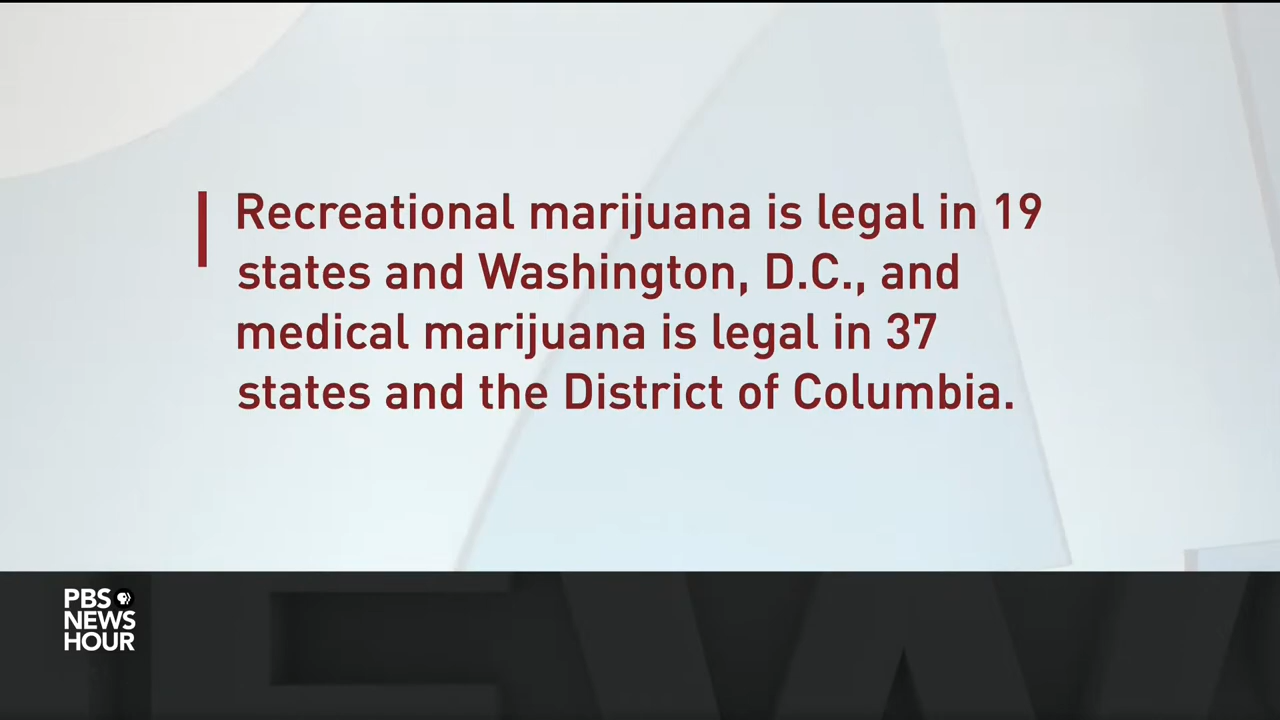 Recreational marijuana is legal in 19
states and Washington, D.C., and
medical marijuana is legal in 37
states and the District of Columbia.
PBS
NEWS
HOUR